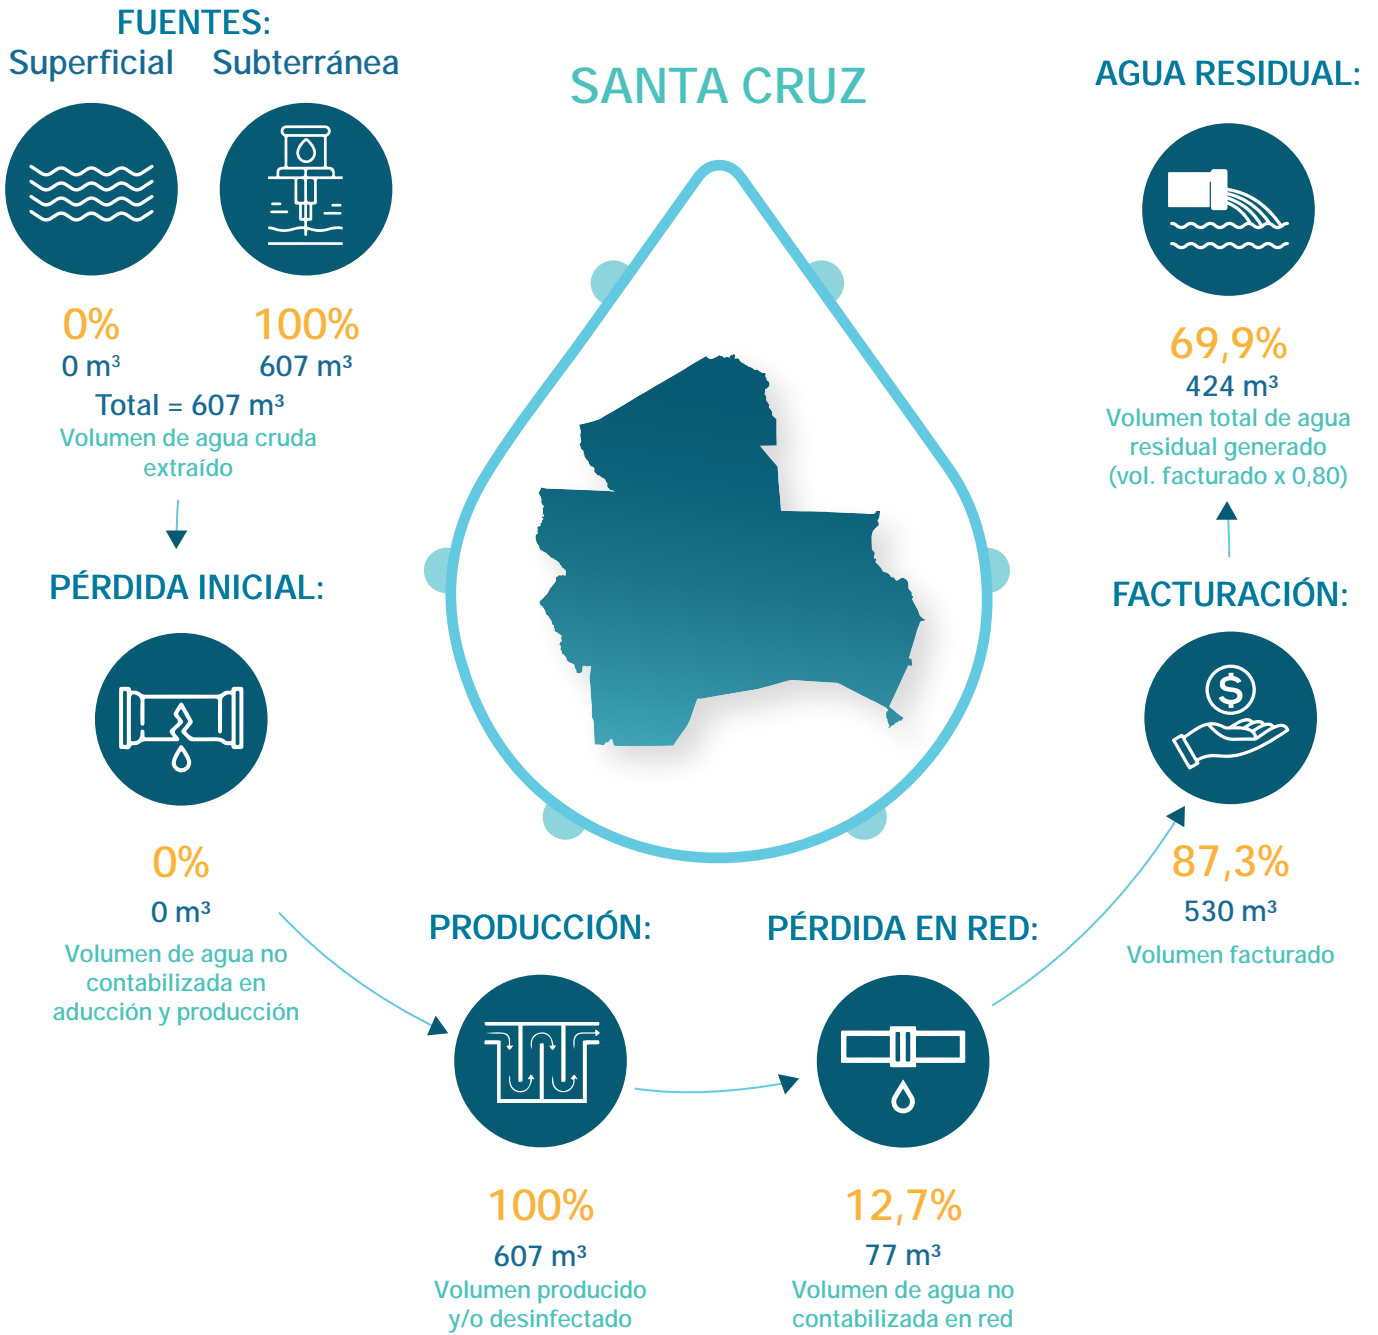 FUENTES:
Superficial
Subterránea
0%
0 m³
100%
607 m³
Total = 607 m³
Volumen de agua cruda
extraído
SANTA CRUZ
PÉRDIDA INICIAL:
0%
0 m³
Volumen de agua no
contabilizada en
aducción y producción
PRODUCCIÓN:
100%
607 m³
Volumen producido
y/o desinfectado
PÉRDIDA EN RED:
12,7%
77 m³
Volumen de agua no
contabilizada en red
FACTURACIÓN:
$
87,3%
530 m³
Volumen facturado
AGUA RESIDUAL:
69,9%
424 m³
Volumen total de agua
residual generado
(vol. facturado x 0,80)